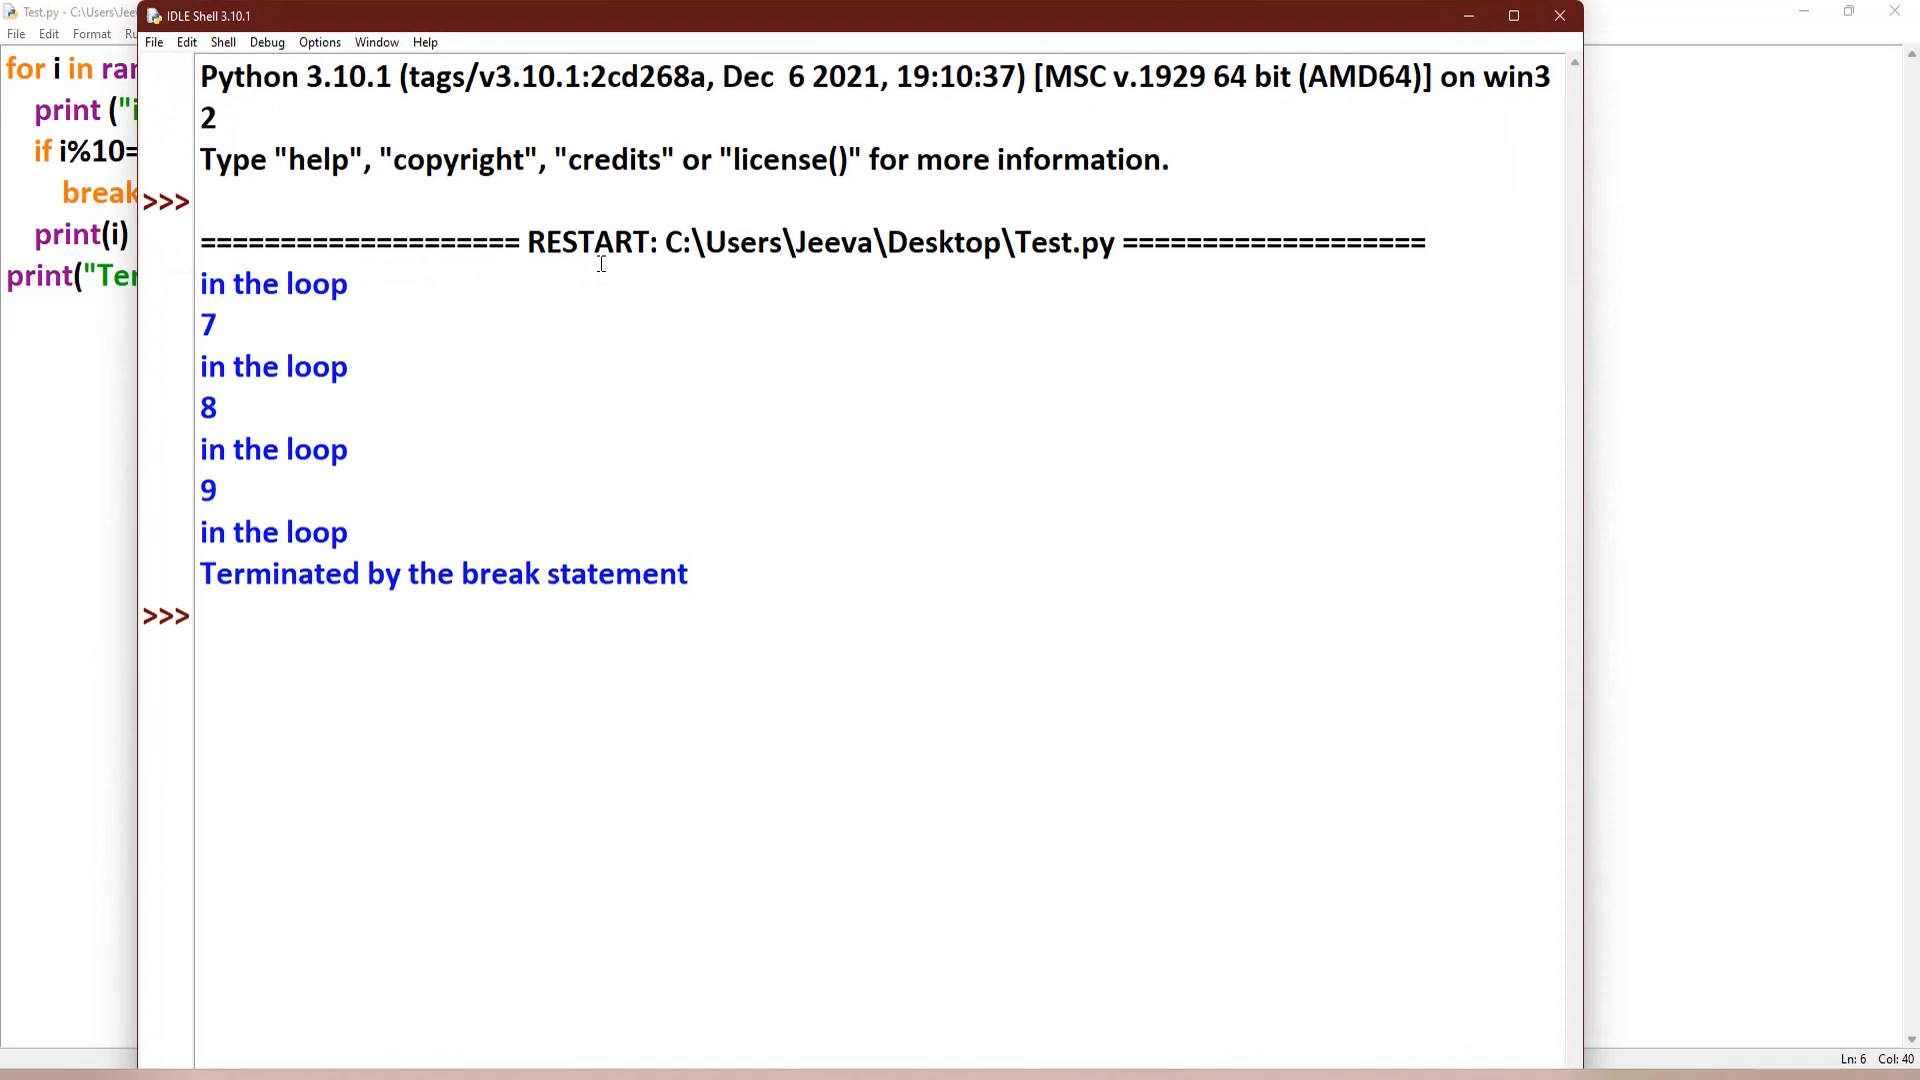 Test.py - C:\Users\Jee
File Edit Format Ru
for i in ran
print ("i
if i%10=
break
print(i)
print("Ter
IDLE Shell 3.10.1
File Edit Shell Debug Options Window Help
Python 3.10.1 (tags/v3.10.1:2cd268a, Dec 6 2021, 19:10:37) [MSC v.1929 64 bit (AMD64)] on win3
2
Type "help", "copyright", "credits" or "license()" for more information.
>>>
==================== RESTART: C:\Users\Jeeva\Desktop\Test.py ===================
in the loop
7
in the loop
8
in the loop
9
in the loop
Terminated by the break statement
>>>
Ln: 6 Col: 40